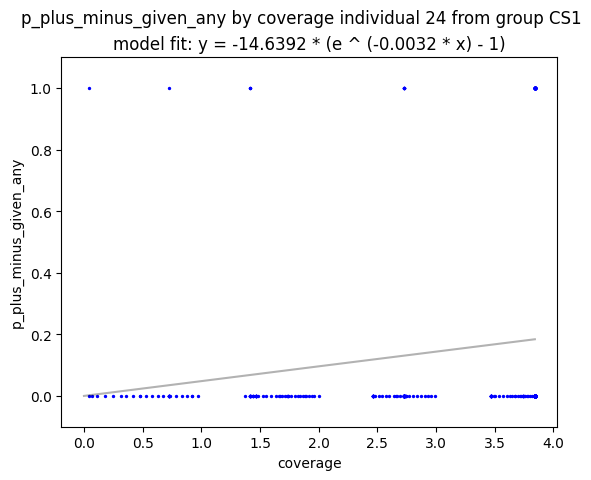 p_plus_minus_given_any by coverage individual 24 from group CS1
model fit: y = -14.6392 * (e ^ (-0.0032 * x) - 1)
1.0
0.8
0.6
0.4
0.2
0.0
p_plus_minus_given_any
0.0 0.5 1.0 1.5 2.0 2.5 3.0 3.5 4.0
coverage